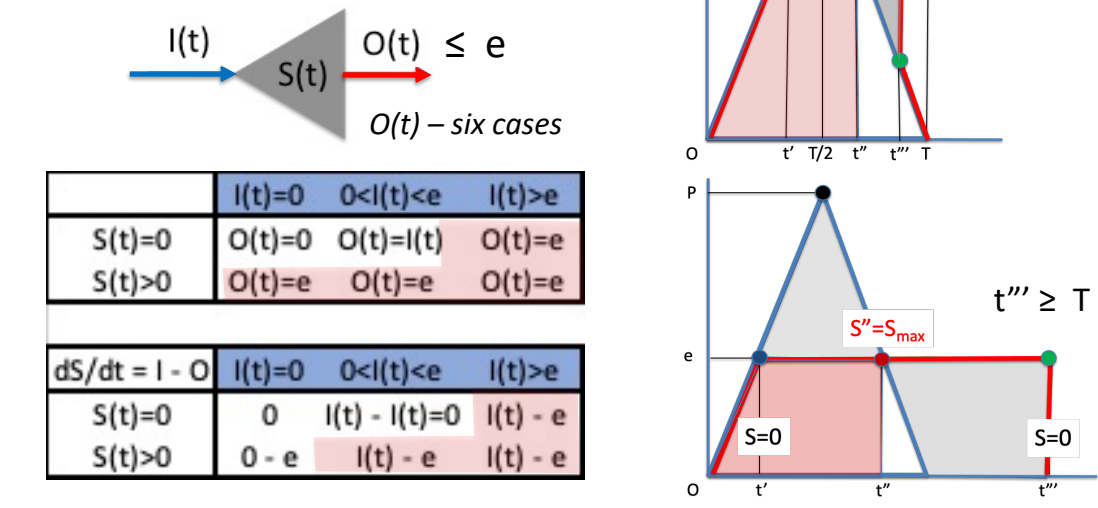 I(t)
S(t)
O(t) ≤ e
O(t) – six cases
I(t)=0 0<I(t)<e I(t)>e
S(t)=0 O(t)=0 O(t)=I(t) O(t)=e
S(t)>0 O(t)=e O(t)=e O(t)=e
dS/dt = I - O I(t)=0 0<I(t)<e I(t)>e
S(t)=0 0 I(t) - I(t)=0 I(t) - e
S(t)>0 0 - e I(t) - e I(t) - e
O t' T/2 t" t"' T
P
t"' ≥ T
S"=Smax
e
S=0 S=0
O t' t" t"'